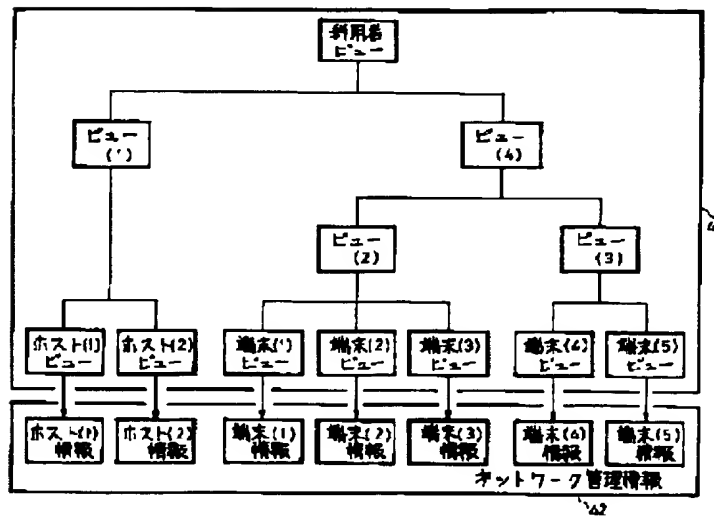 利用者
ビュー
ビュー
(1)
ビュー
(4)
ビュー
(2)
ビュー
(3)
ホスト(1)
ビュー
ホスト(2)
ビュー
端末(1)
ビュー
端末(2)
ビュー
端末(3)
ビュー
端末(4)
ビュー
端末(5)
ビュー
ホスト(1)
情報
ホスト(2)
情報
端末(1)
情報
端末(2)
情報
端末(3)
情報
端末(4)
情報
端末(5)
情報
ネットワーク管理情報
42